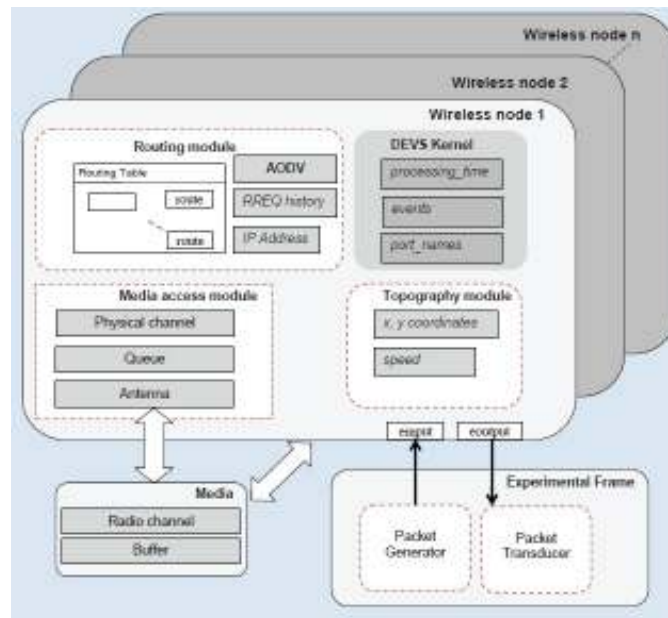 Wireless node n
Wireless node 2
Wireless node 1
Routing module
Routing Table
route
route
AODV
RREQ history
IP Address
DEVS Kernel
processing_time
events
port_names
Media access module
Physical channel
Queue
Antenna
Topography module
x, y coordinates
speed
einput
eoutput
Media
Radio channel
Buffer
Experimental Frame
Packet
Generator
Packet
Transducer